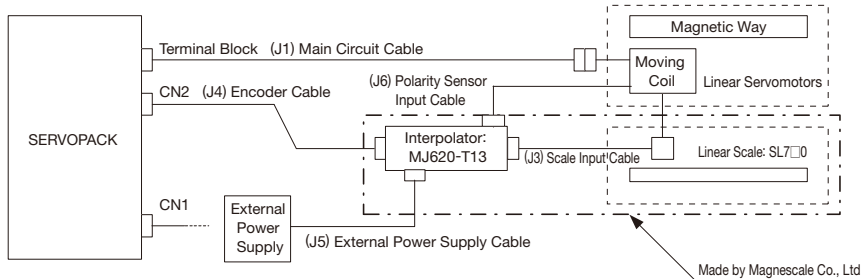 Magnetic Way
Terminal Block (J1) Main Circuit Cable
Moving
Coil
Linear Servomotors
(J6) Polarity Sensor
Input Cable
CN2 (J4) Encoder Cable
SERVOPACK
Interpolator:
MJ620-T13
(J3) Scale Input Cable
Linear Scale: SL7□0
CN1
External
Power
Supply
(J5) External Power Supply Cable
Made by Magnescale Co., Ltd